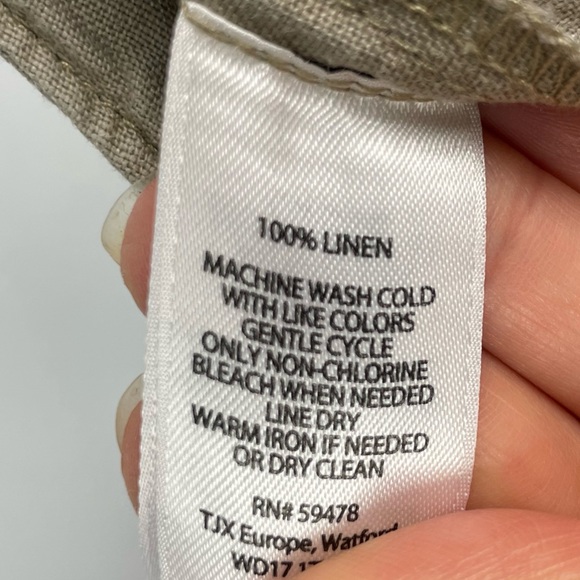 100% LINEN
MACHINE WASH COLD
WITH LIKE COLORS
GENTLE CYCLE
ONLY NON-CHLORINE
BLEACH WHEN NEEDED
LINE DRY
WARM IRON IF NEEDED
OR DRY CLEAN
RN# 59478
TJX Europe, Watford
WD17